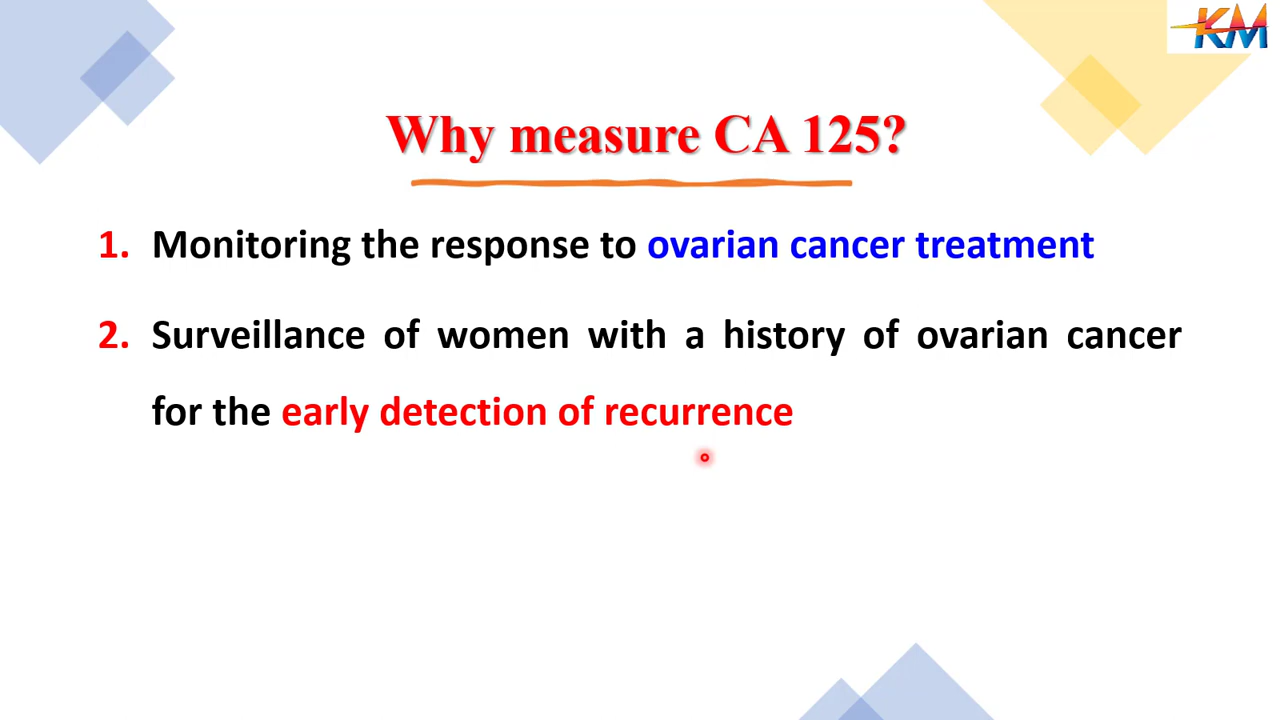 KM
Why measure CA 125?
1. Monitoring the response to ovarian cancer treatment
2. Surveillance of women with a history of ovarian cancer
for the early detection of recurrence